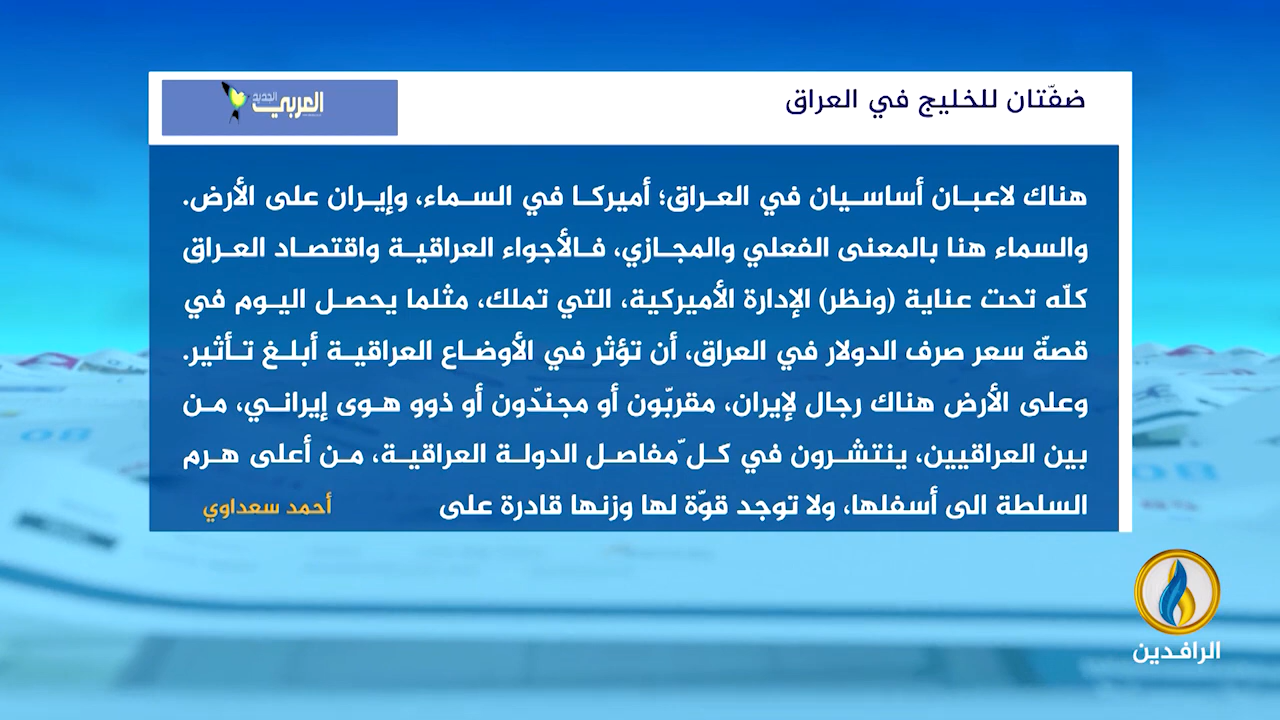 ضفّتان للخليج في العراق
العربي الجديد
هناك لاعبان أساسيان في العراق؛ أميركا في السماء، وإيران على الأرض.
والسماء هنا بالمعنى الفعلي والمجازي، فالأجواء العراقية واقتصاد العراق
كلّه تحت عناية (ونظر) الإدارة الأميركية، التي تملك، مثلما يحصل اليوم في
قصّة سعر صرف الدولار في العراق، أن تؤثر في الأوضاع العراقية أبلغ تأثير.
وعلى الأرض هناك رجال لإيران، مقربّون أو مجندّون أو ذوو هوى إيراني، من
بين العراقيين، ينتشرون في كل ّمفاصل الدولة العراقية، من أعلى هرم
السلطة الى أسفلها، ولا توجد قوّة لها وزنها قادرة على
أحمد سعداوي
الرافدين